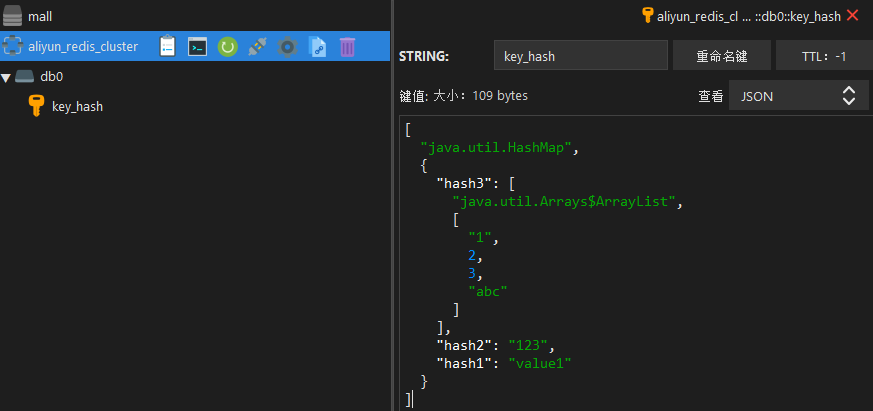 mall
aliyun_redis_cluster
db0
key_hash
aliyun_redis_cl ... ::db0::key_hash
STRING: key_hash 重命名键 TTL: -1
键值: 大小: 109 bytes 查看 JSON
[
"java.util.HashMap",
{
"hash3": [
"java.util.Arrays$ArrayList",
[
"1",
2,
3,
"abc"
]
],
"hash2": "123",
"hash1": "value1"
}
]